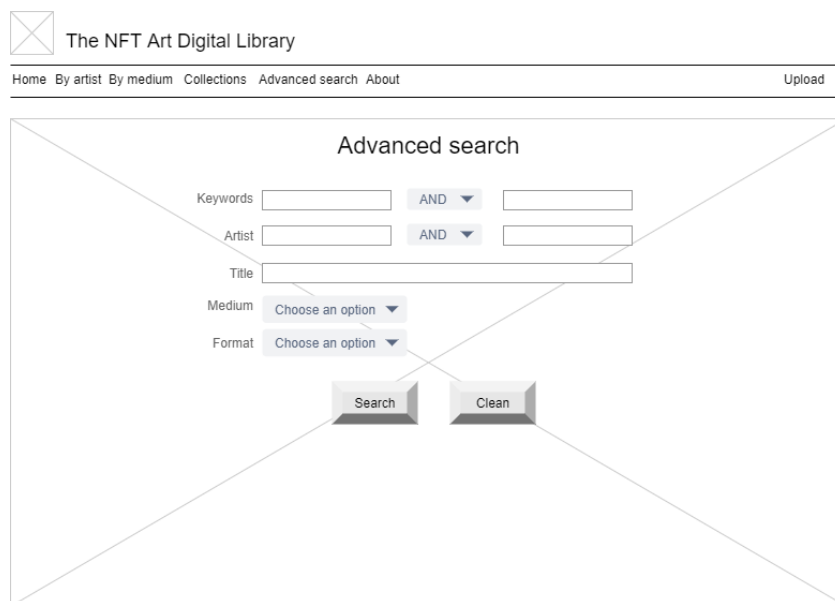 The NFT Art Digital Library
Home By artist By medium Collections Advanced search About Upload
Advanced search
Keywords AND
Artist AND
Title
Medium Choose an option
Format Choose an option
Search Clean